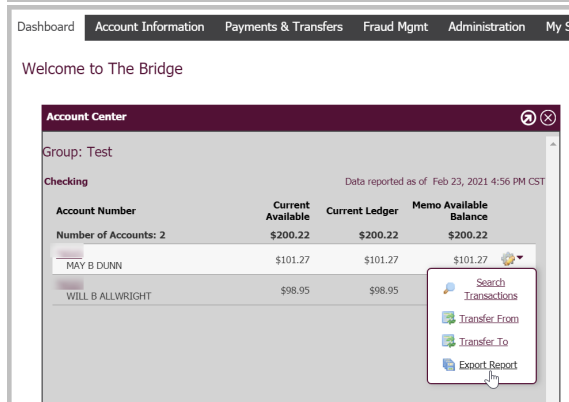 Dashboard Account Information Payments & Transfers Fraud Mgmt Administration My
Welcome to The Bridge
Account Center
Group: Test
Checking Data reported as of Feb 23, 2021 4:56 PM CST
Account Number Current Available Current Ledger Memo Available Balance
Number of Accounts: 2 $200.22 $200.22 $200.22
MAY B DUNN $101.27 $101.27 $101.27
WILL B ALLWRIGHT $98.95 $98.95
Search
Transactions
Transfer From
Transfer To
Export Report